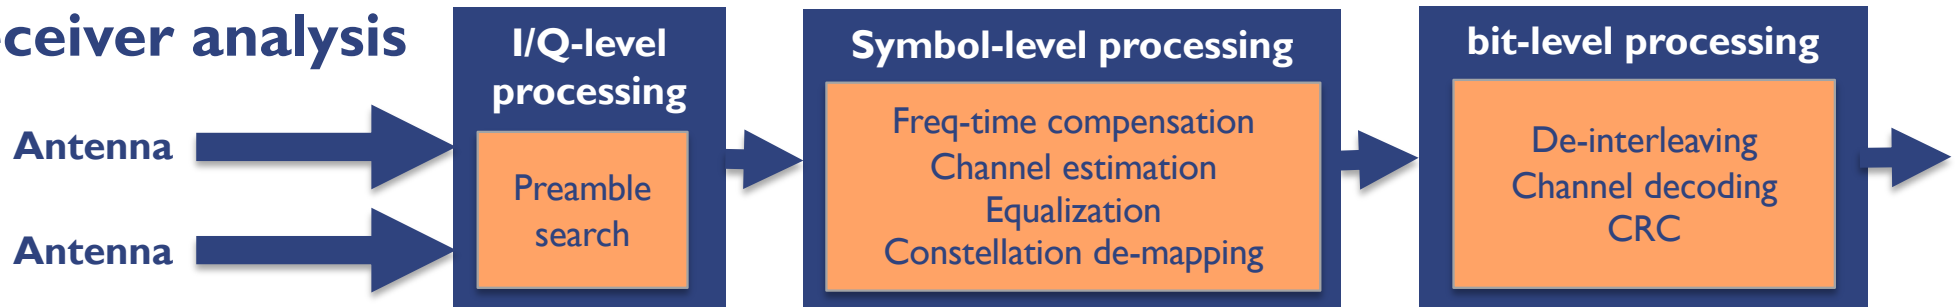 eceiver analysis
Antenna
Antenna
I/Q-level
processing
Preamble
search
Symbol-level processing
Freq-time compensation
Channel estimation
Equalization
Constellation de-mapping
bit-level processing
De-interleaving
Channel decoding
CRC